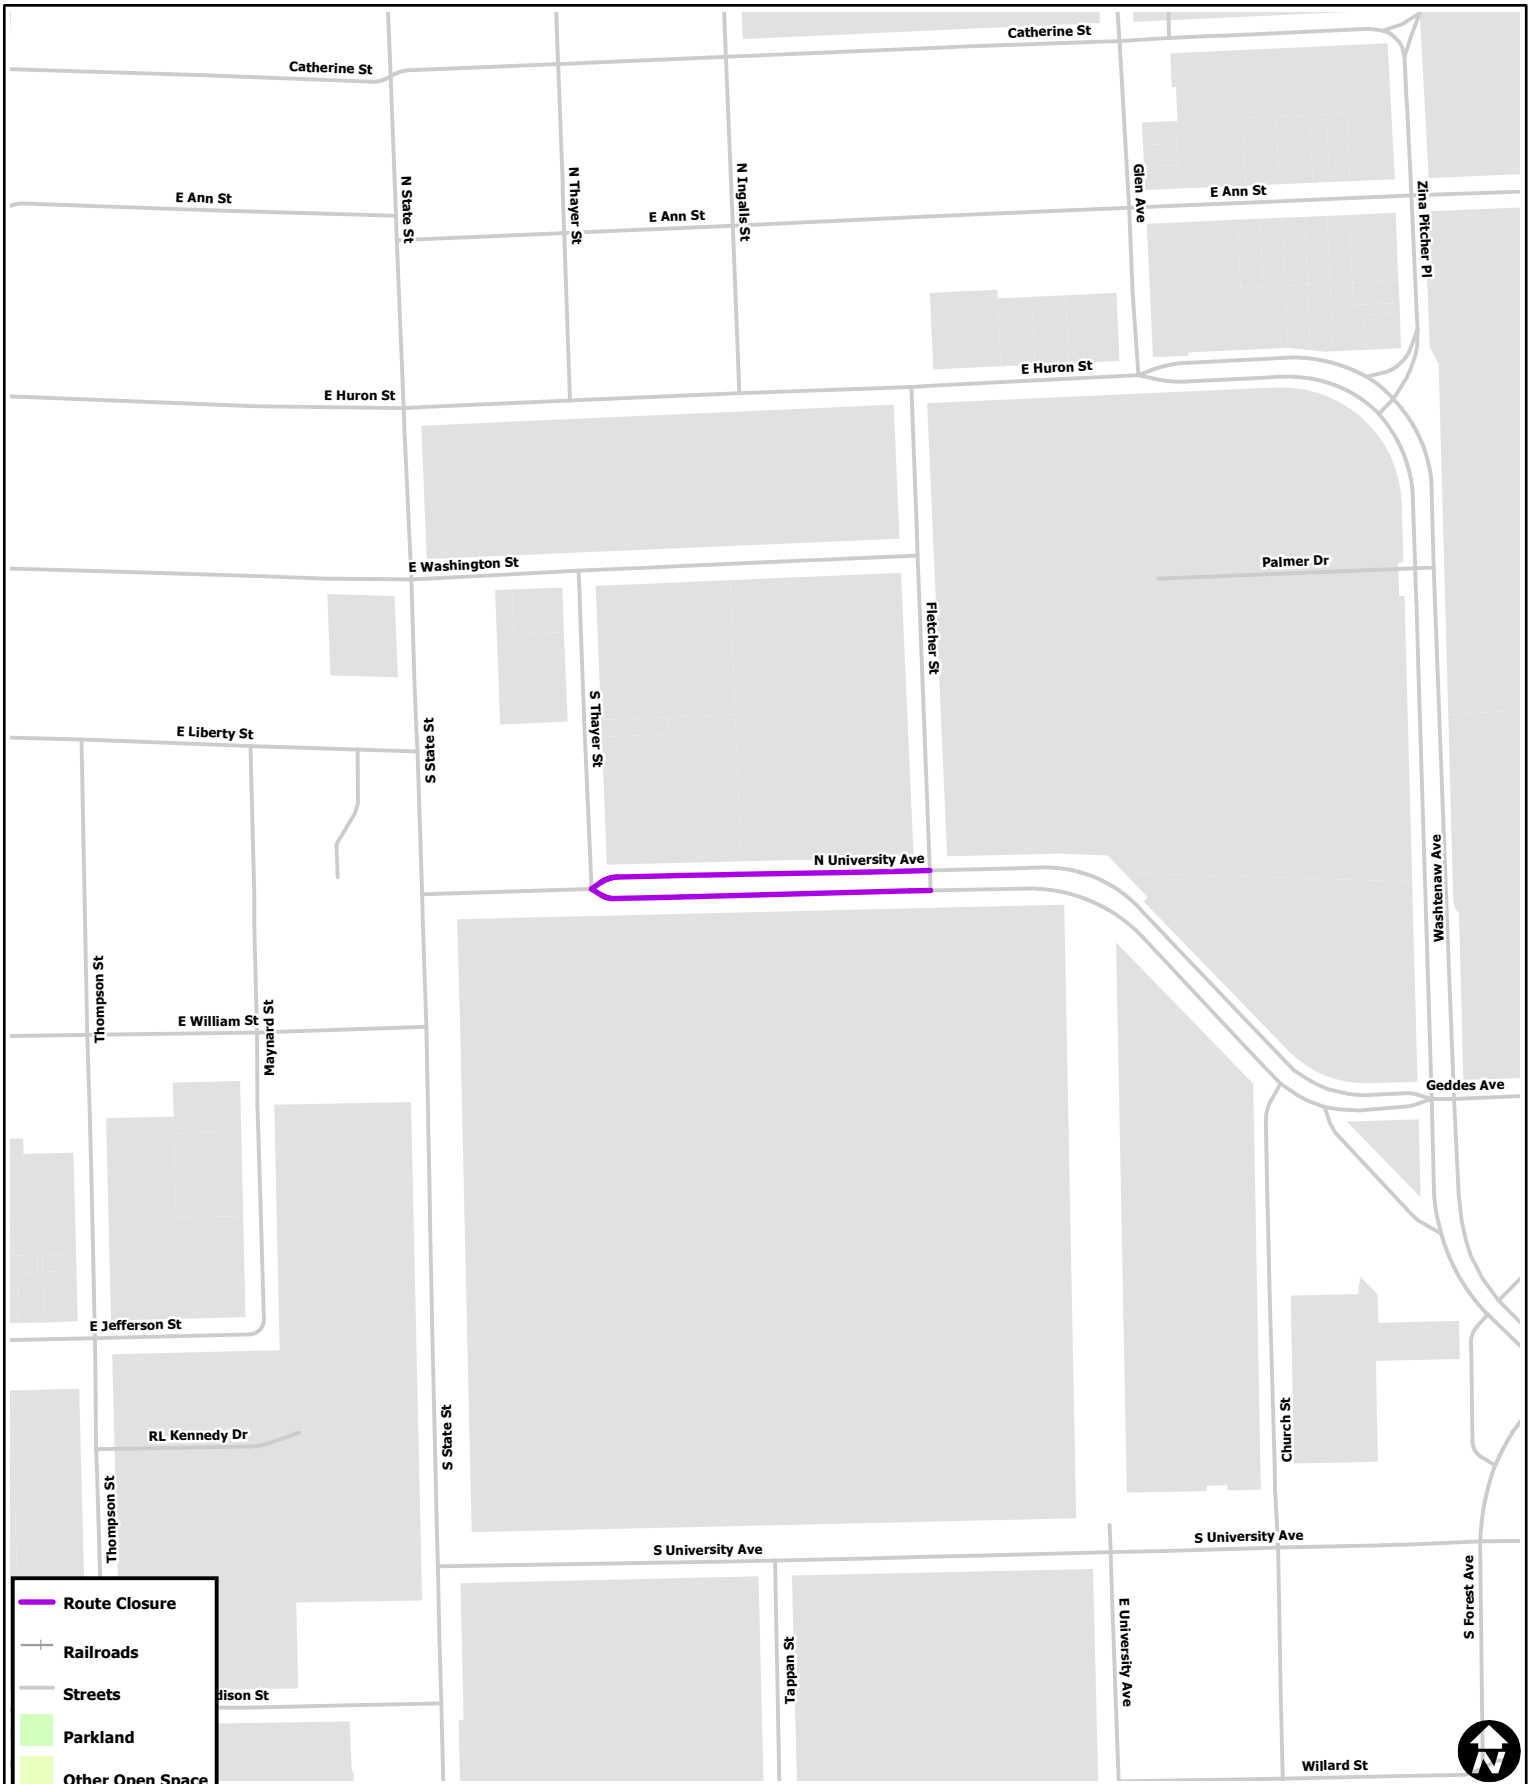 Catherine St
Catherine St
E Ann St
N State St
N Thayer St
E Ann St
N Ingalls St
Glen Ave
E Ann St
Zina Pitcher Pl
E Huron St
E Huron St
E Washington St
Palmer Dr
Fletcher St
S Thayer St
E Liberty St
S State St
N University Ave
Washtenaw Ave
Thompson St
E William St
Maynard St
Geddes Ave
E Jefferson St
RL Kennedy Dr
S State St
Church St
Thompson St
S University Ave
S University Ave
S Forest Ave
E University Ave
Tappan St
dison St
Willard St
Route Closure
Railroads
Streets
Parkland
Other Open Space
N